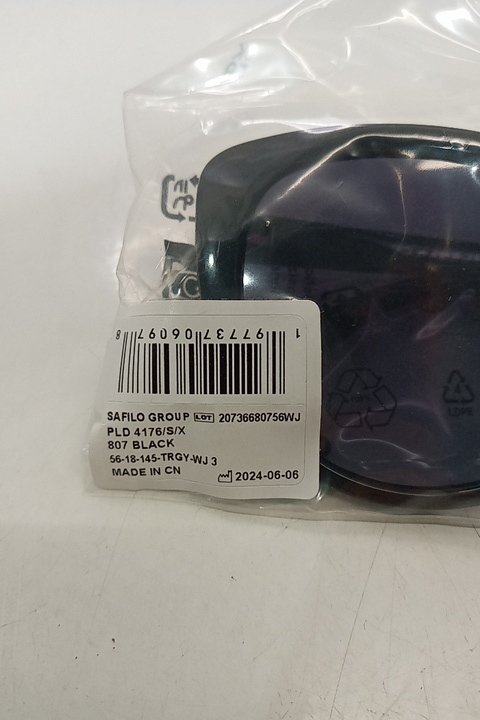 1 97737 06097 8
SAFILO GROUP LOT 20736680756WJ
PLD 4176/S/X
807 BLACK
56-18-145-TRGY-WJ 3
MADE IN CN 2024-06-06
LDPE